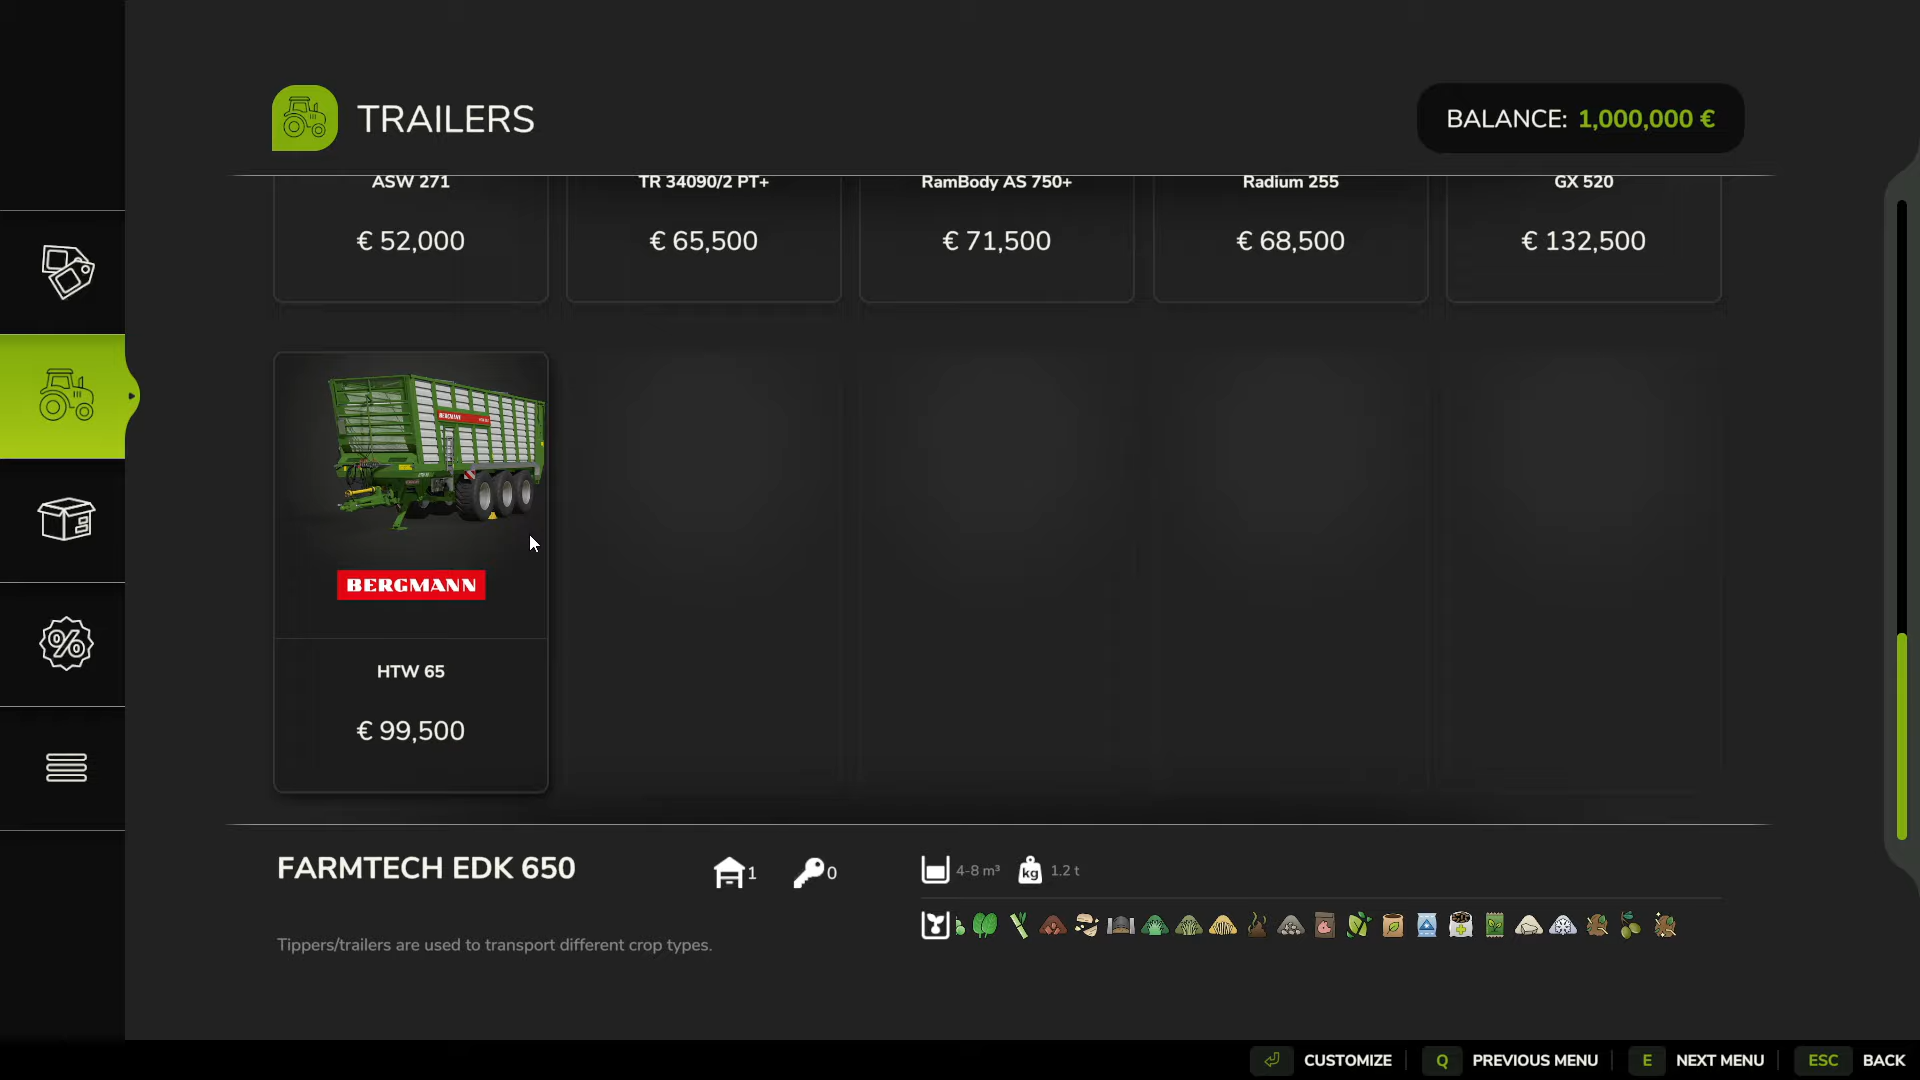 TRAILERS
BALANCE: 1,000,000 €
ASW 271
TR 34090/2 PT+
RamBody AS 750+
Radium 255
GX 520
€ 52,000
€ 65,500
€ 71,500
€ 68,500
€ 132,500
BERGMANN
BERGMANN
HTW 65
€ 99,500
FARMTECH EDK 650
1
0
4-8 m³
kg
1.2 t
Tippers/trailers are used to transport different crop types.
CUSTOMIZE
Q PREVIOUS MENU
E NEXT MENU
ESC BACK